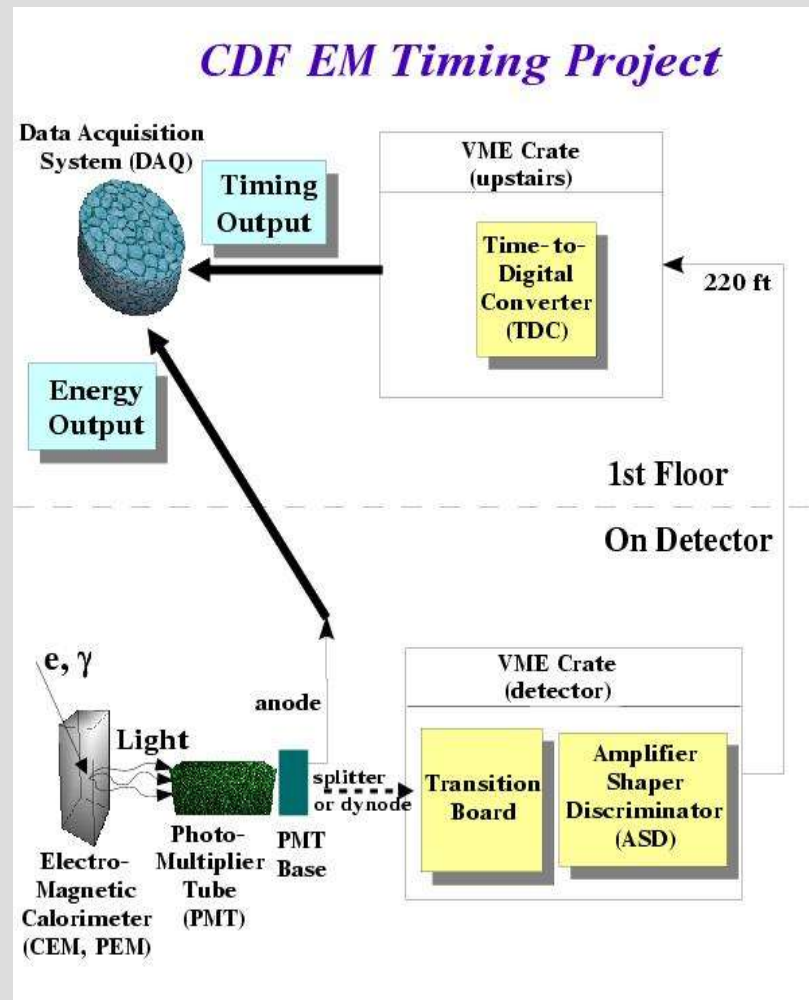 CDF EM Timing Project
Data Acquisition
System (DAQ)
Timing
Output
VME Crate
(upstairs)
Time-to-
Digital
Converter
(TDC)
220 ft
Energy
Output
1st Floor
On Detector
e, γ
Light
anode
Photo-
Multiplier
Tube
(PMT)
PMT
Base
splitter
or dynode
VME Crate
(detector)
Transition
Board
Amplifier
Shaper
Discriminator
(ASD)
Electro-
Magnetic
Calorimeter
(CEM, PEM)